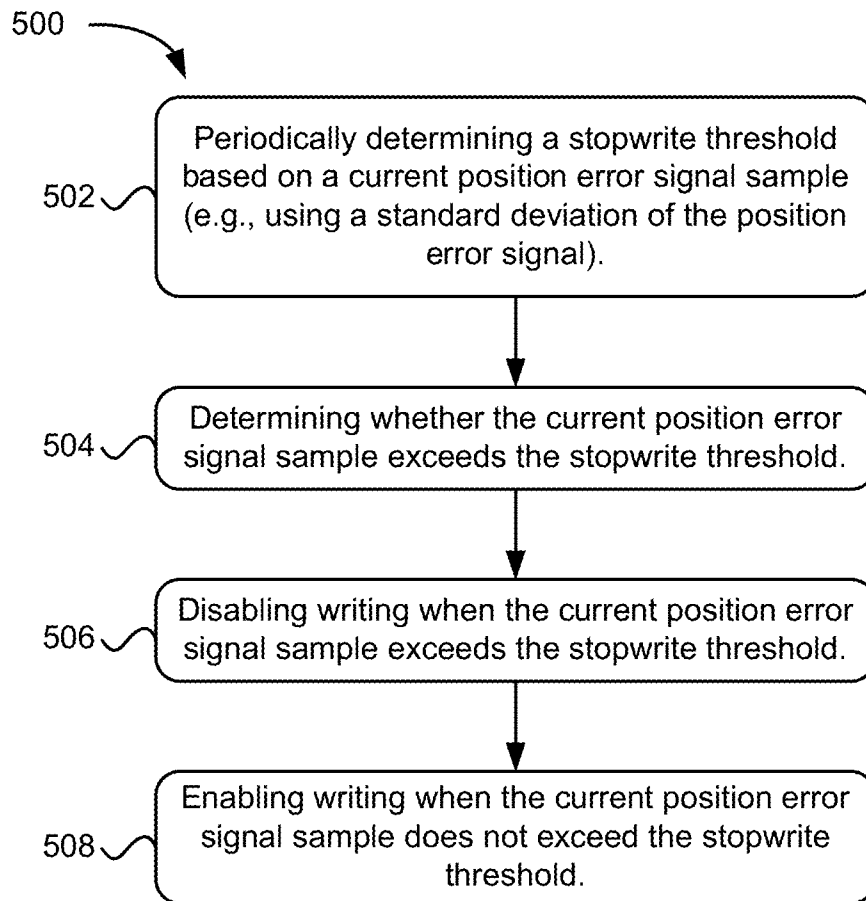 500
502
Periodically determining a stopwrite threshold
based on a current position error signal sample
(e.g., using a standard deviation of the position
error signal).
504
Determining whether the current position error
signal sample exceeds the stopwrite threshold.
506
Disabling writing when the current position error
signal sample exceeds the stopwrite threshold.
508
Enabling writing when the current position error
signal sample does not exceed the stopwrite
threshold.